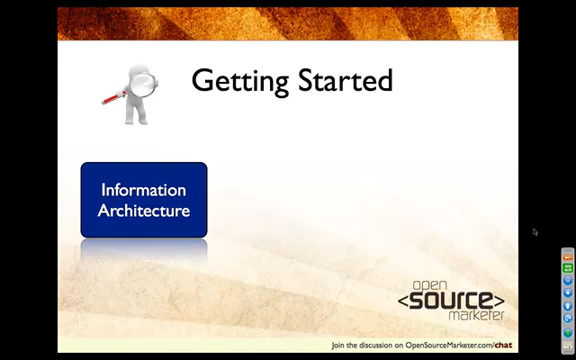 Getting Started
Information
Architecture
open
<source>
marketer
Join the discussion on OpenSourceMarketer.com/chat